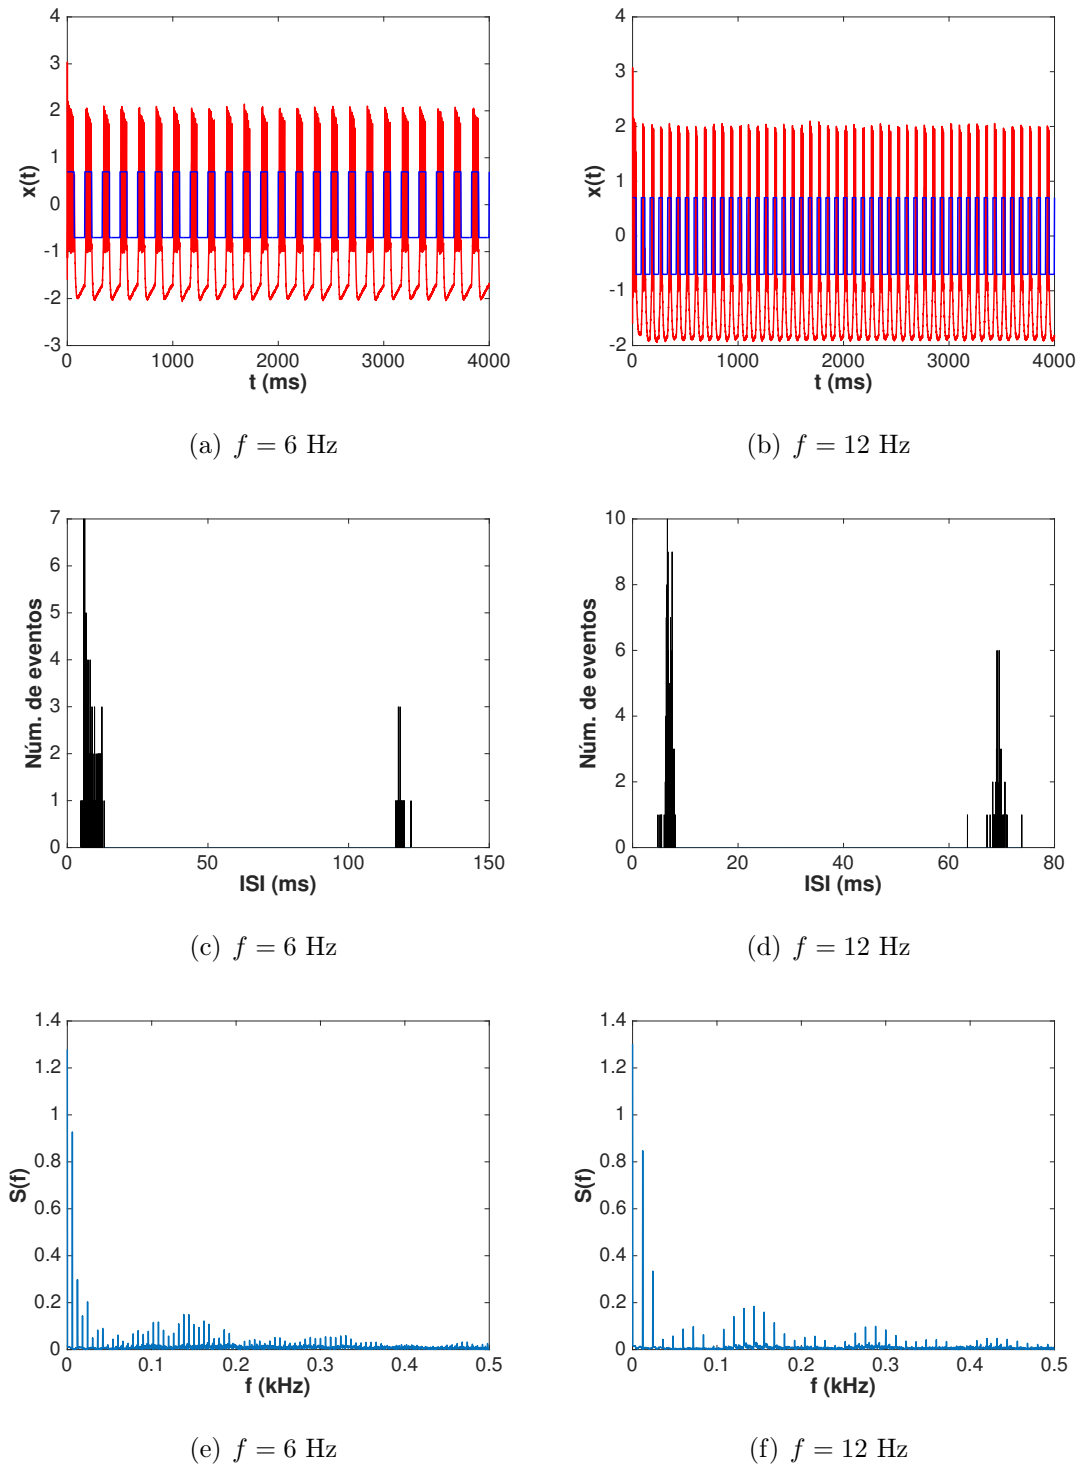 4
3
2
1
0
-1
-2
-3
x(t)
0 1000 2000 3000 4000
t (ms)
4
3
2
1
0
-1
-2
x(t)
0 1000 2000 3000 4000
t (ms)
(a) f = 6 Hz
(b) f = 12 Hz
7
6
5
4
3
2
1
0
Núm. de eventos
0 50 100 150
ISI (ms)
10
8
6
4
2
0
Núm. de eventos
0 20 40 60 80
ISI (ms)
(c) f = 6 Hz
(d) f = 12 Hz
1.4
1.2
1
0.8
0.6
0.4
0.2
0
S(f)
0 0.1 0.2 0.3 0.4 0.5
f (kHz)
1.4
1.2
1
0.8
0.6
0.4
0.2
0
S(f)
0 0.1 0.2 0.3 0.4 0.5
f (kHz)
(e) f = 6 Hz
(f) f = 12 Hz